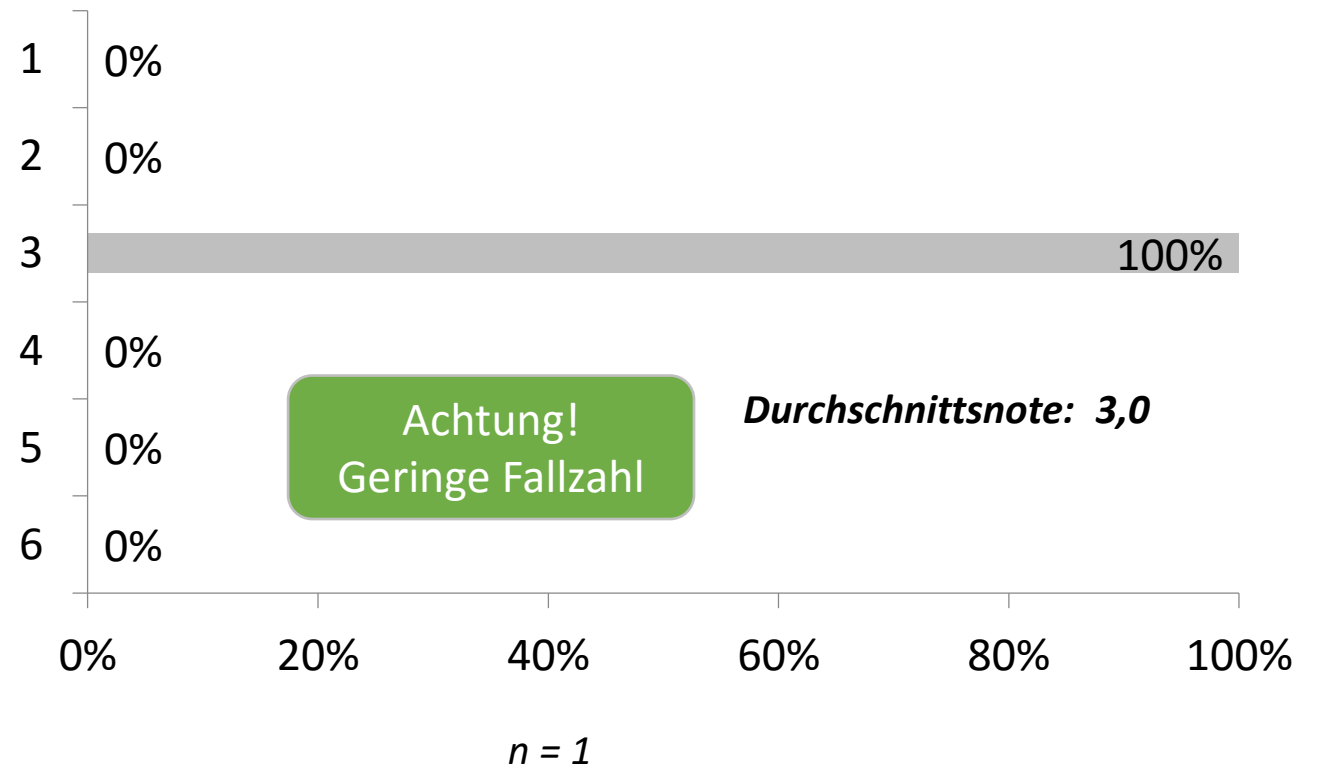 1 0%
2 0%
3 100%
4 0%
Achtung!
Geringe Fallzahl
Durchschnittsnote: 3,0
5 0%
6 0%
0% 20% 40% 60% 80% 100%
n = 1